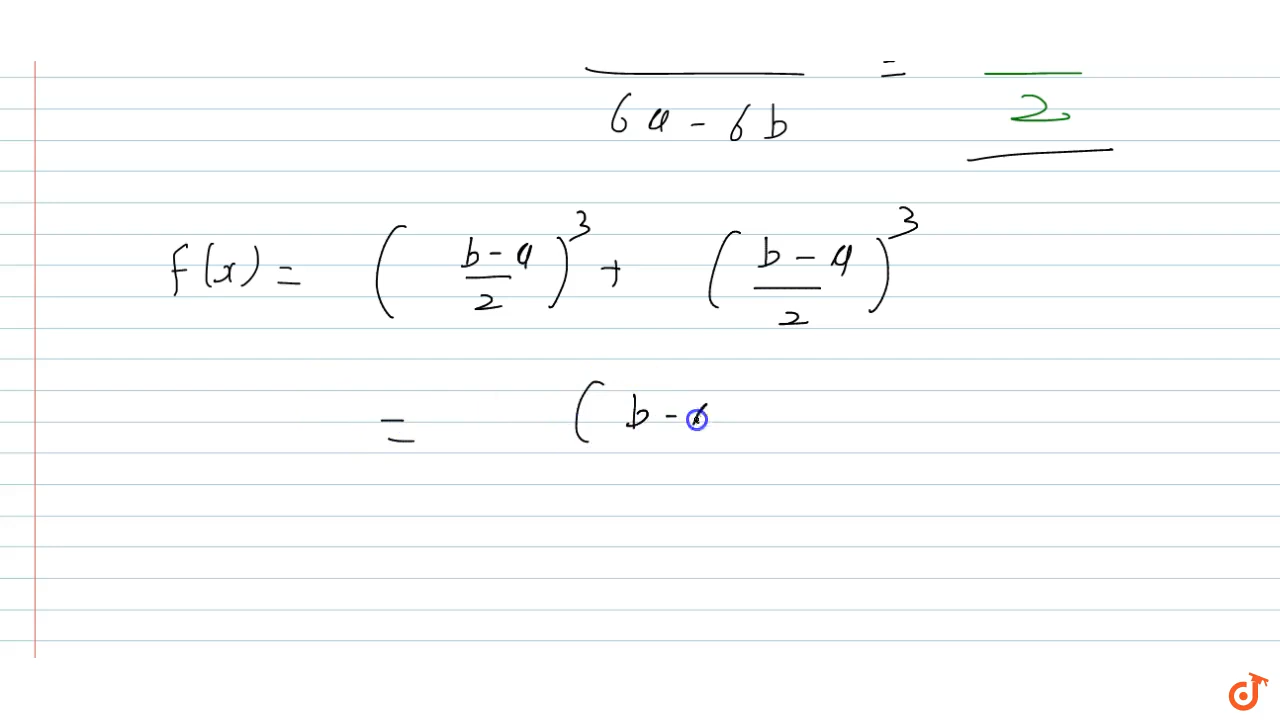 6a - 6b = 2
f(x) = ( b - a / 2 )^3 + ( b - a / 2 )^3
= ( b -